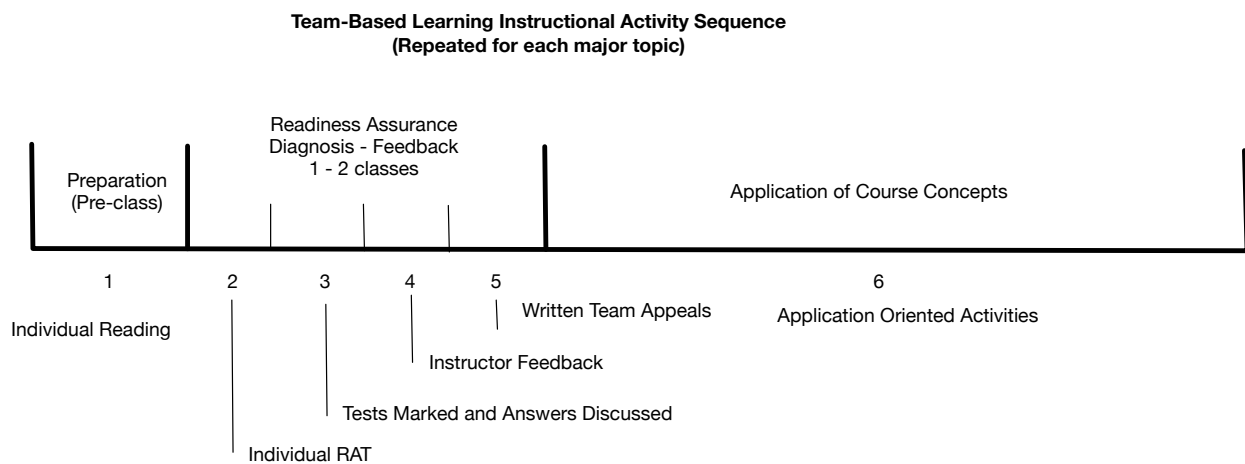 Team-Based Learning Instructional Activity Sequence
(Repeated for each major topic)
Readiness Assurance
Diagnosis - Feedback
1 - 2 classes
Preparation
(Pre-class)
Application of Course Concepts
1
2
3
4
5
6
Individual Reading
Written Team Appeals
Application Oriented Activities
Instructor Feedback
Tests Marked and Answers Discussed
Individual RAT